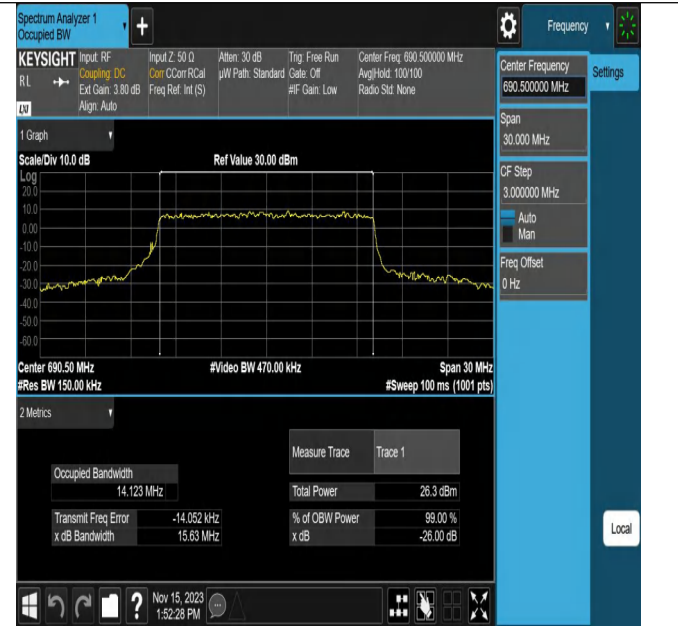 Spectrum Analyzer 1
Occupied BW
+
Frequency
KEYSIGHT Input: RF Input Z: 50 Ω Atten: 30 dB Trig: Free Run Center Freq: 690.500000 MHz
RL Coupling: DC Corr CCorr RCal µW Path: Standard Gate: Off Avg|Hold: 100/100
Ext Gain: 3.80 dB Freq Ref: Int (S) #IF Gain: Low Radio Std: None
LXI Align: Auto
Center Frequency
690.500000 MHz
Settings
Span
30.000 MHz
CF Step
3.000000 MHz
Auto
Man
Freq Offset
0 Hz
Local
1 Graph
Scale/Div 10.0 dB Ref Value 30.00 dBm
Log
20.0
10.0
0.00
-10.0
-20.0
-30.0
-40.0
-50.0
-60.0
Center 690.50 MHz #Video BW 470.00 kHz Span 30 MHz
#Res BW 150.00 kHz #Sweep 100 ms (1001 pts)
2 Metrics
Measure Trace Trace 1
Occupied Bandwidth
14.123 MHz Total Power 26.3 dBm
Transmit Freq Error -14.052 kHz % of OBW Power 99.00 %
x dB Bandwidth 15.63 MHz x dB -26.00 dB
? Nov 15, 2023
1:52:28 PM